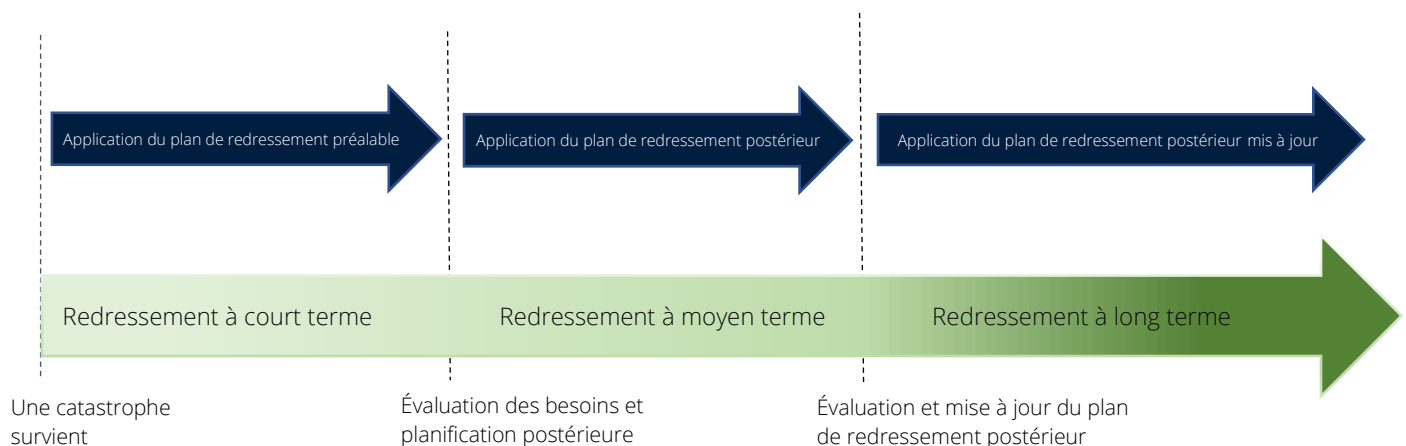 Application du plan de redressement préalable
Application du plan de redressement postérieur
Application du plan de redressement postérieur mis à jour
Redressement à court terme
Redressement à moyen terme
Redressement à long terme
Une catastrophe
survient
Évaluation des besoins et
planification postérieure
Évaluation et mise à jour du plan
de redressement postérieur